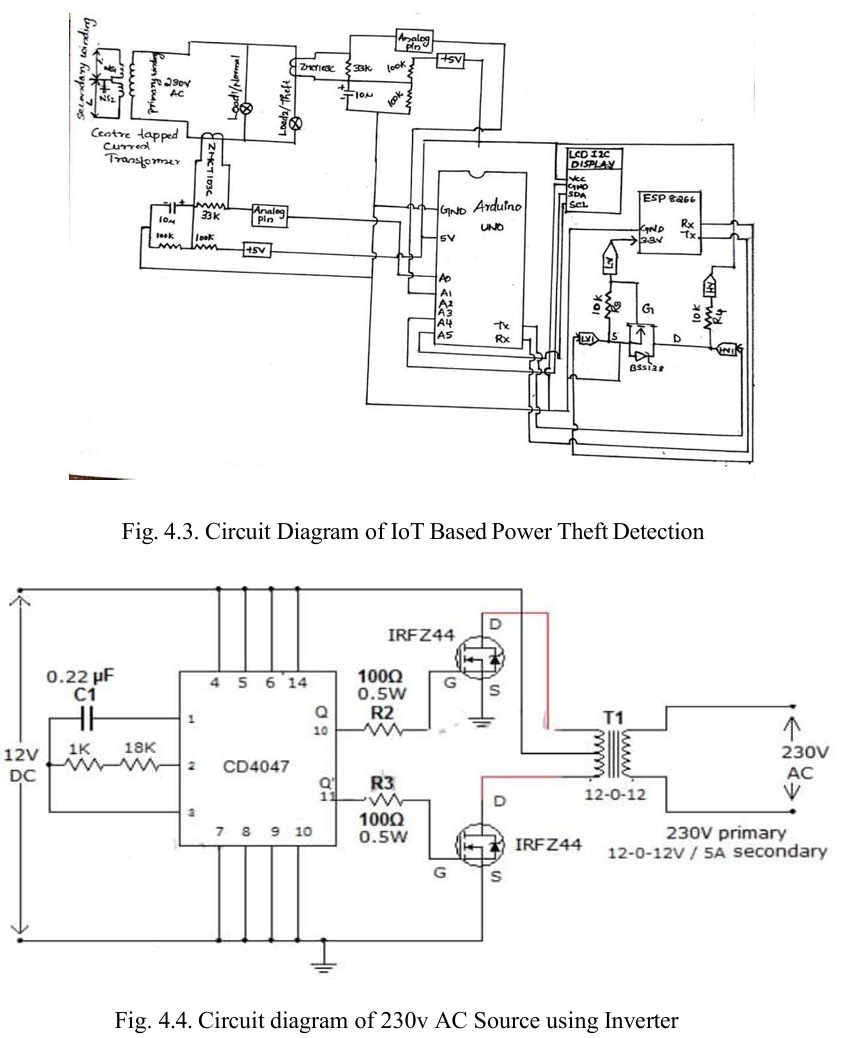 secondary winding
primary winding
230V
AC
Centre tapped
Current
Transformer
Load1/Normal
Load2/Theft
ZMCT103C
33K
10µ
100K
100K
Analog
pin
+5V
ZMCT103C
33K
10µ
100k
100k
Analog
pin
+5V
GND
5V
A0
A1
A2
A3
A4
A5
Arduino
UNO
Tx
Rx
LCD I2C
DISPLAY
VCC
GND
SDA
SCL
ESP 8266
GND
3.3V
Rx
Tx
LV
HV
10K
R3
10K
R4
G
S
D
LV1
HV1
BSS138
Fig. 4.3. Circuit Diagram of IoT Based Power Theft Detection
12V
DC
0.22 µF
C1
1K
18K
4 5 6 14
1
2
3
CD4047
Q
10
Q'
11
7 8 9 10
100Ω
0.5W
R2
R3
100Ω
0.5W
IRFZ44
D
G
S
D
IRFZ44
G
S
T1
12-0-12
230V
AC
230V primary
12-0-12V / 5A secondary
Fig. 4.4. Circuit diagram of 230v AC Source using Inverter